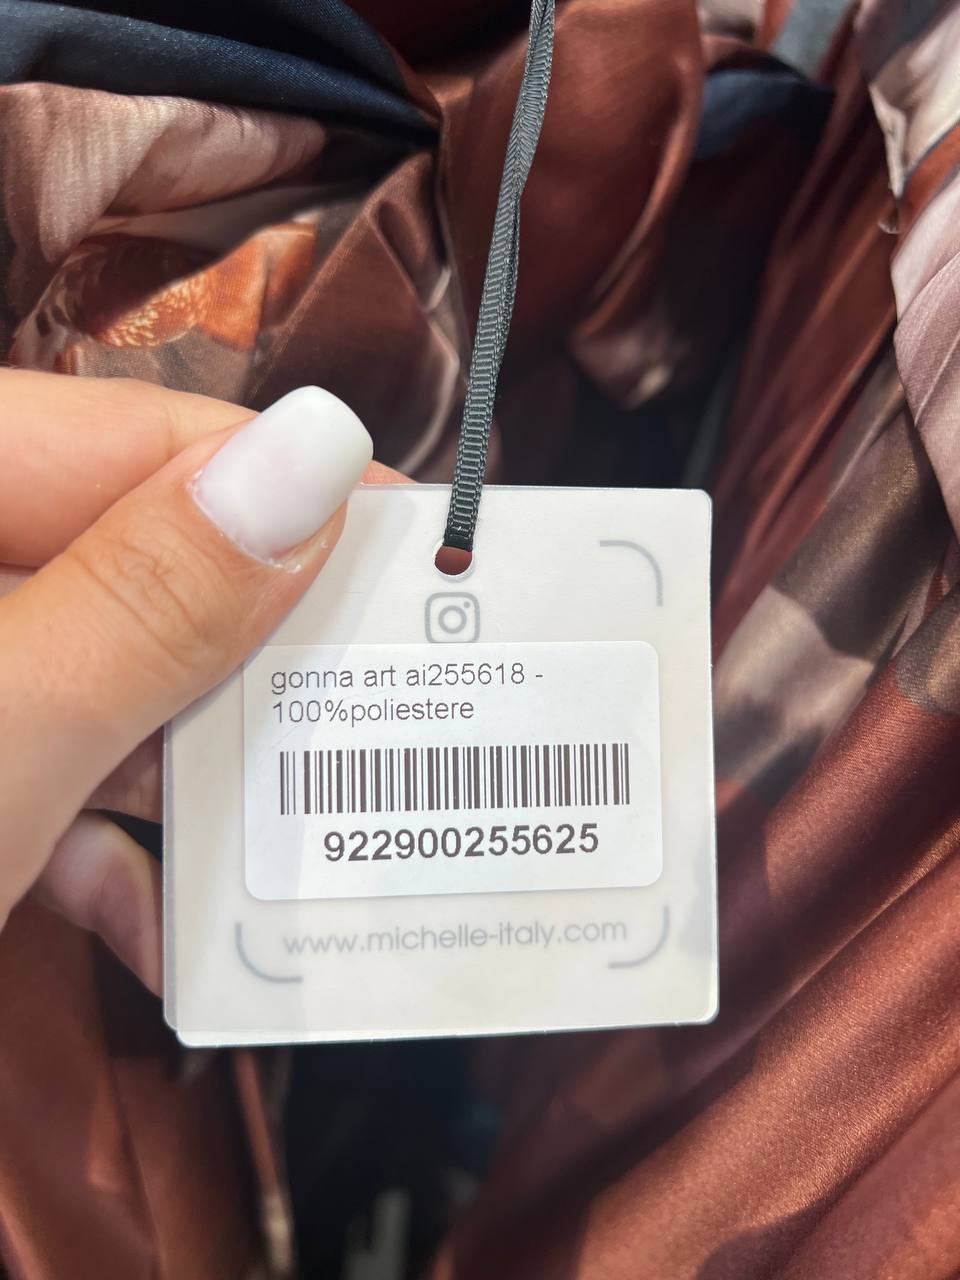 gonna art ai255618 -
100%poliestere
922900255625
www.michelle-italy.com